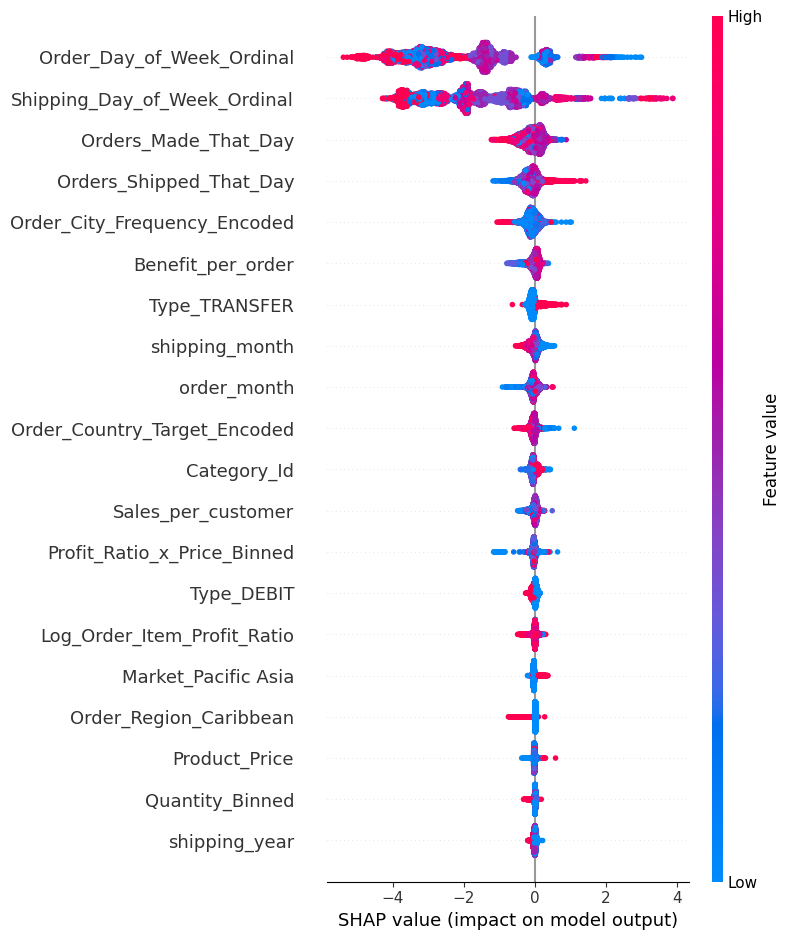 High
Order_Day_of_Week_Ordinal
Shipping_Day_of_Week_Ordinal
Orders_Made_That_Day
Orders_Shipped_That_Day
Order_City_Frequency_Encoded
Benefit_per_order
Type_TRANSFER
shipping_month
order_month
Order_Country_Target_Encoded
Category_Id
Sales_per_customer
Profit_Ratio_x_Price_Binned
Type_DEBIT
Log_Order_Item_Profit_Ratio
Market_Pacific Asia
Order_Region_Caribbean
Product_Price
Quantity_Binned
shipping_year
Feature value
Low
−4 −2 0 2 4
SHAP value (impact on model output)